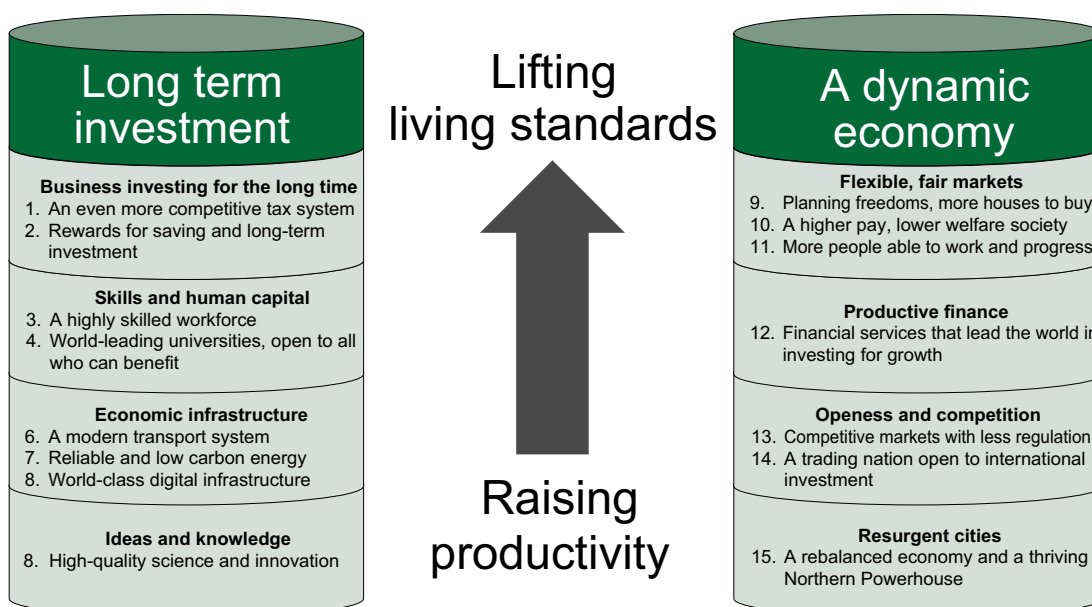 Long term
investment
Business investing for the long time
1. An even more competitive tax system
2. Rewards for saving and long-term
investment
Skills and human capital
3. A highly skilled workforce
4. World-leading universities, open to all
who can benefit
Economic infrastructure
6. A modern transport system
7. Reliable and low carbon energy
8. World-class digital infrastructure
Ideas and knowledge
8. High-quality science and innovation
Lifting
living standards
Raising
productivity
A dynamic
economy
Flexible, fair markets
9. Planning freedoms, more houses to buy
10. A higher pay, lower welfare society
11. More people able to work and progress
Productive finance
12. Financial services that lead the world in
investing for growth
Openess and competition
13. Competitive markets with less regulation
14. A trading nation open to international
investment
Resurgent cities
15. A rebalanced economy and a thriving
Northern Powerhouse